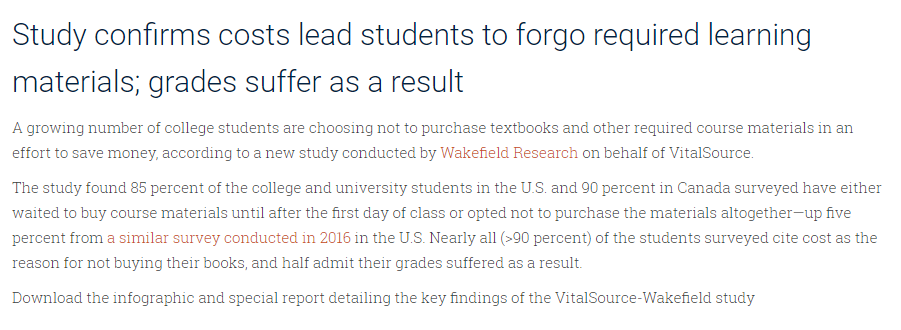 Study confirms costs lead students to forgo required learning
materials; grades suffer as a result
A growing number of college students are choosing not to purchase textbooks and other required course materials in an
effort to save money, according to a new study conducted by Wakefield Research on behalf of VitalSource.
The study found 85 percent of the college and university students in the U.S. and 90 percent in Canada surveyed have either
waited to buy course materials until after the first day of class or opted not to purchase the materials altogether—up five
percent from a similar survey conducted in 2016 in the U.S. Nearly all (>90 percent) of the students surveyed cite cost as the
reason for not buying their books, and half admit their grades suffered as a result.
Download the infographic and special report detailing the key findings of the VitalSource-Wakefield study